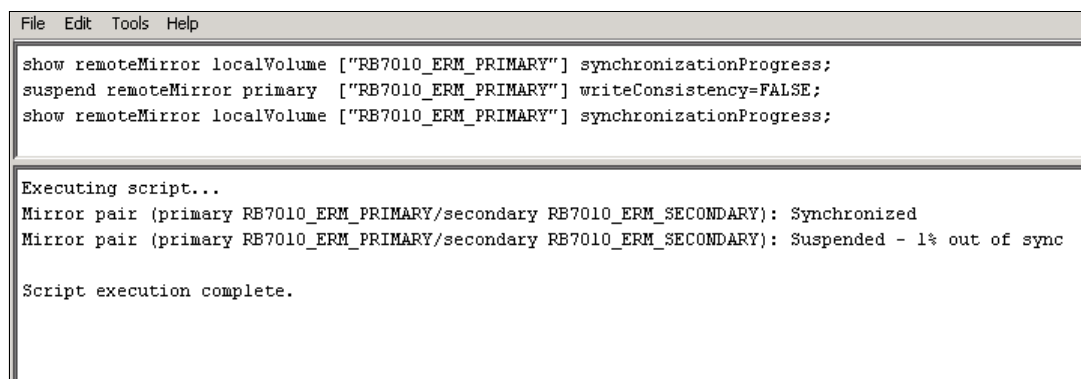 File Edit Tools Help
show remoteMirror localVolume ["RB7010_ERM_PRIMARY"] synchronizationProgress;
suspend remoteMirror primary  ["RB7010_ERM_PRIMARY"] writeConsistency=FALSE;
show remoteMirror localVolume ["RB7010_ERM_PRIMARY"] synchronizationProgress;
Executing script...
Mirror pair (primary RB7010_ERM_PRIMARY/secondary RB7010_ERM_SECONDARY): Synchronized
Mirror pair (primary RB7010_ERM_PRIMARY/secondary RB7010_ERM_SECONDARY): Suspended - 1% out of sync
Script execution complete.